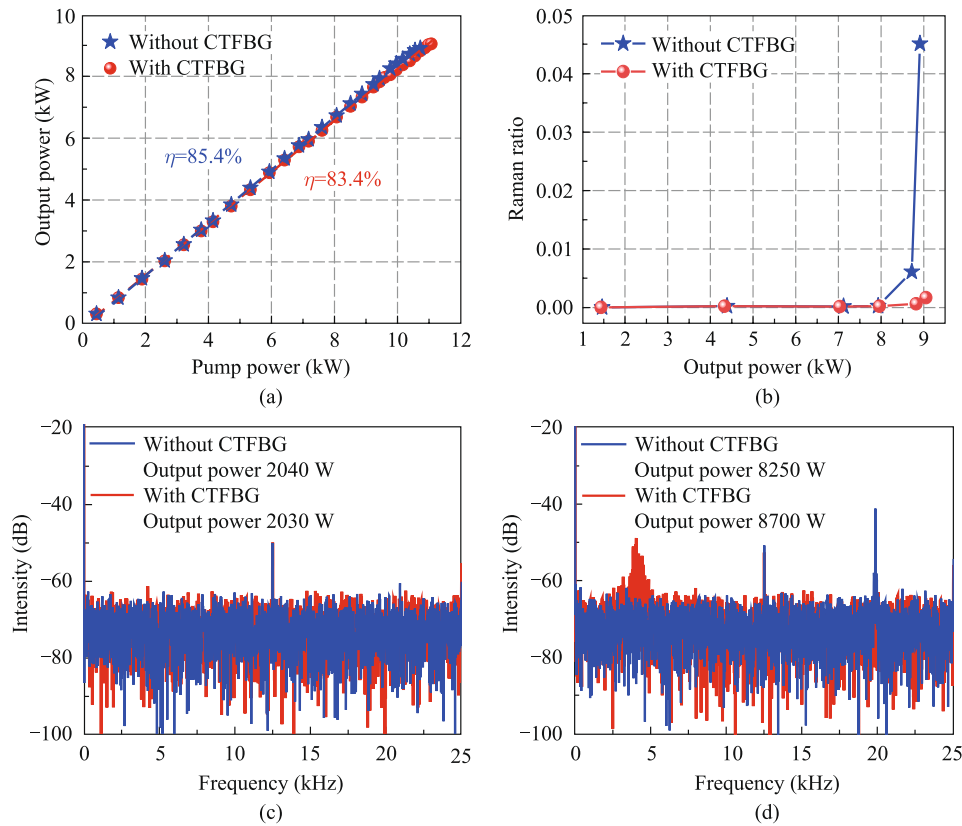 10
8
6
4
2
0
Output power (kW)
Without CTFBG
With CTFBG
η=85.4%
η=83.4%
0 2 4 6 8 10 12
Pump power (kW)
(a)
0.05
0.04
0.03
0.02
0.01
0.00
Raman ratio
Without CTFBG
With CTFBG
1 2 3 4 5 6 7 8 9
Output power (kW)
(b)
−20
−40
−60
−80
−100
Intensity (dB)
Without CTFBG
Output power 2040 W
With CTFBG
Output power 2030 W
0 5 10 15 20 25
Frequency (kHz)
(c)
−20
−40
−60
−80
−100
Intensity (dB)
Without CTFBG
Output power 8250 W
With CTFBG
Output power 8700 W
0 5 10 15 20 25
Frequency (kHz)
(d)